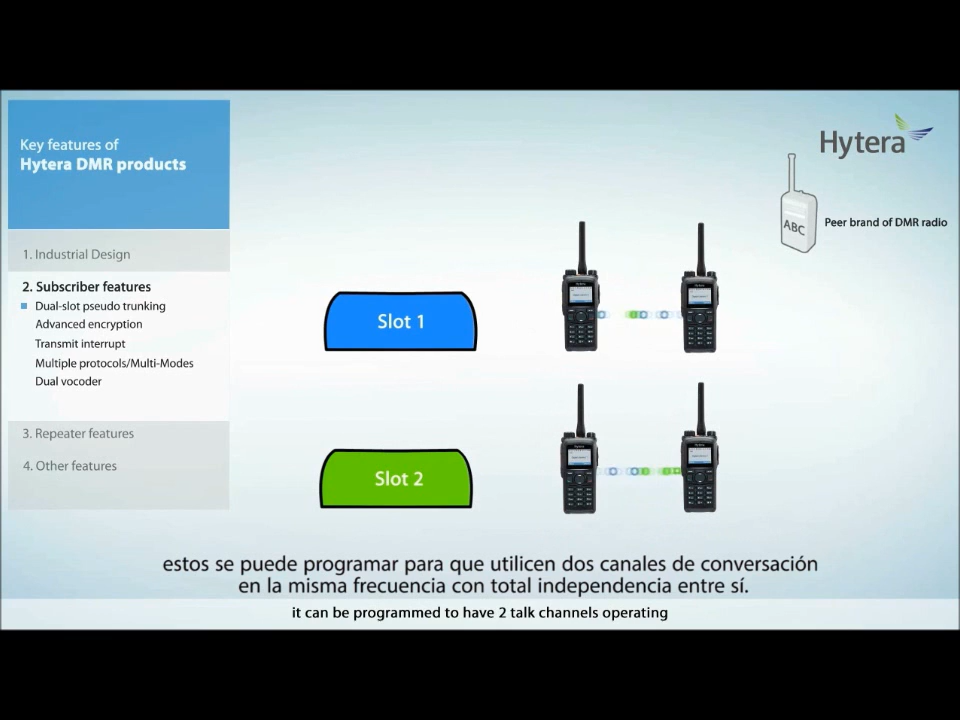 Key features of
Hytera DMR products
1. Industrial Design
2. Subscriber features
Dual-slot pseudo trunking
Advanced encryption
Transmit interrupt
Multiple protocols/Multi-Modes
Dual vocoder
3. Repeater features
4. Other features
Hytera
ABC
Peer brand of DMR radio
Slot 1
Slot 2
estos se puede programar para que utilicen dos canales de conversación
en la misma frecuencia con total independencia entre sí.
it can be programmed to have 2 talk channels operating